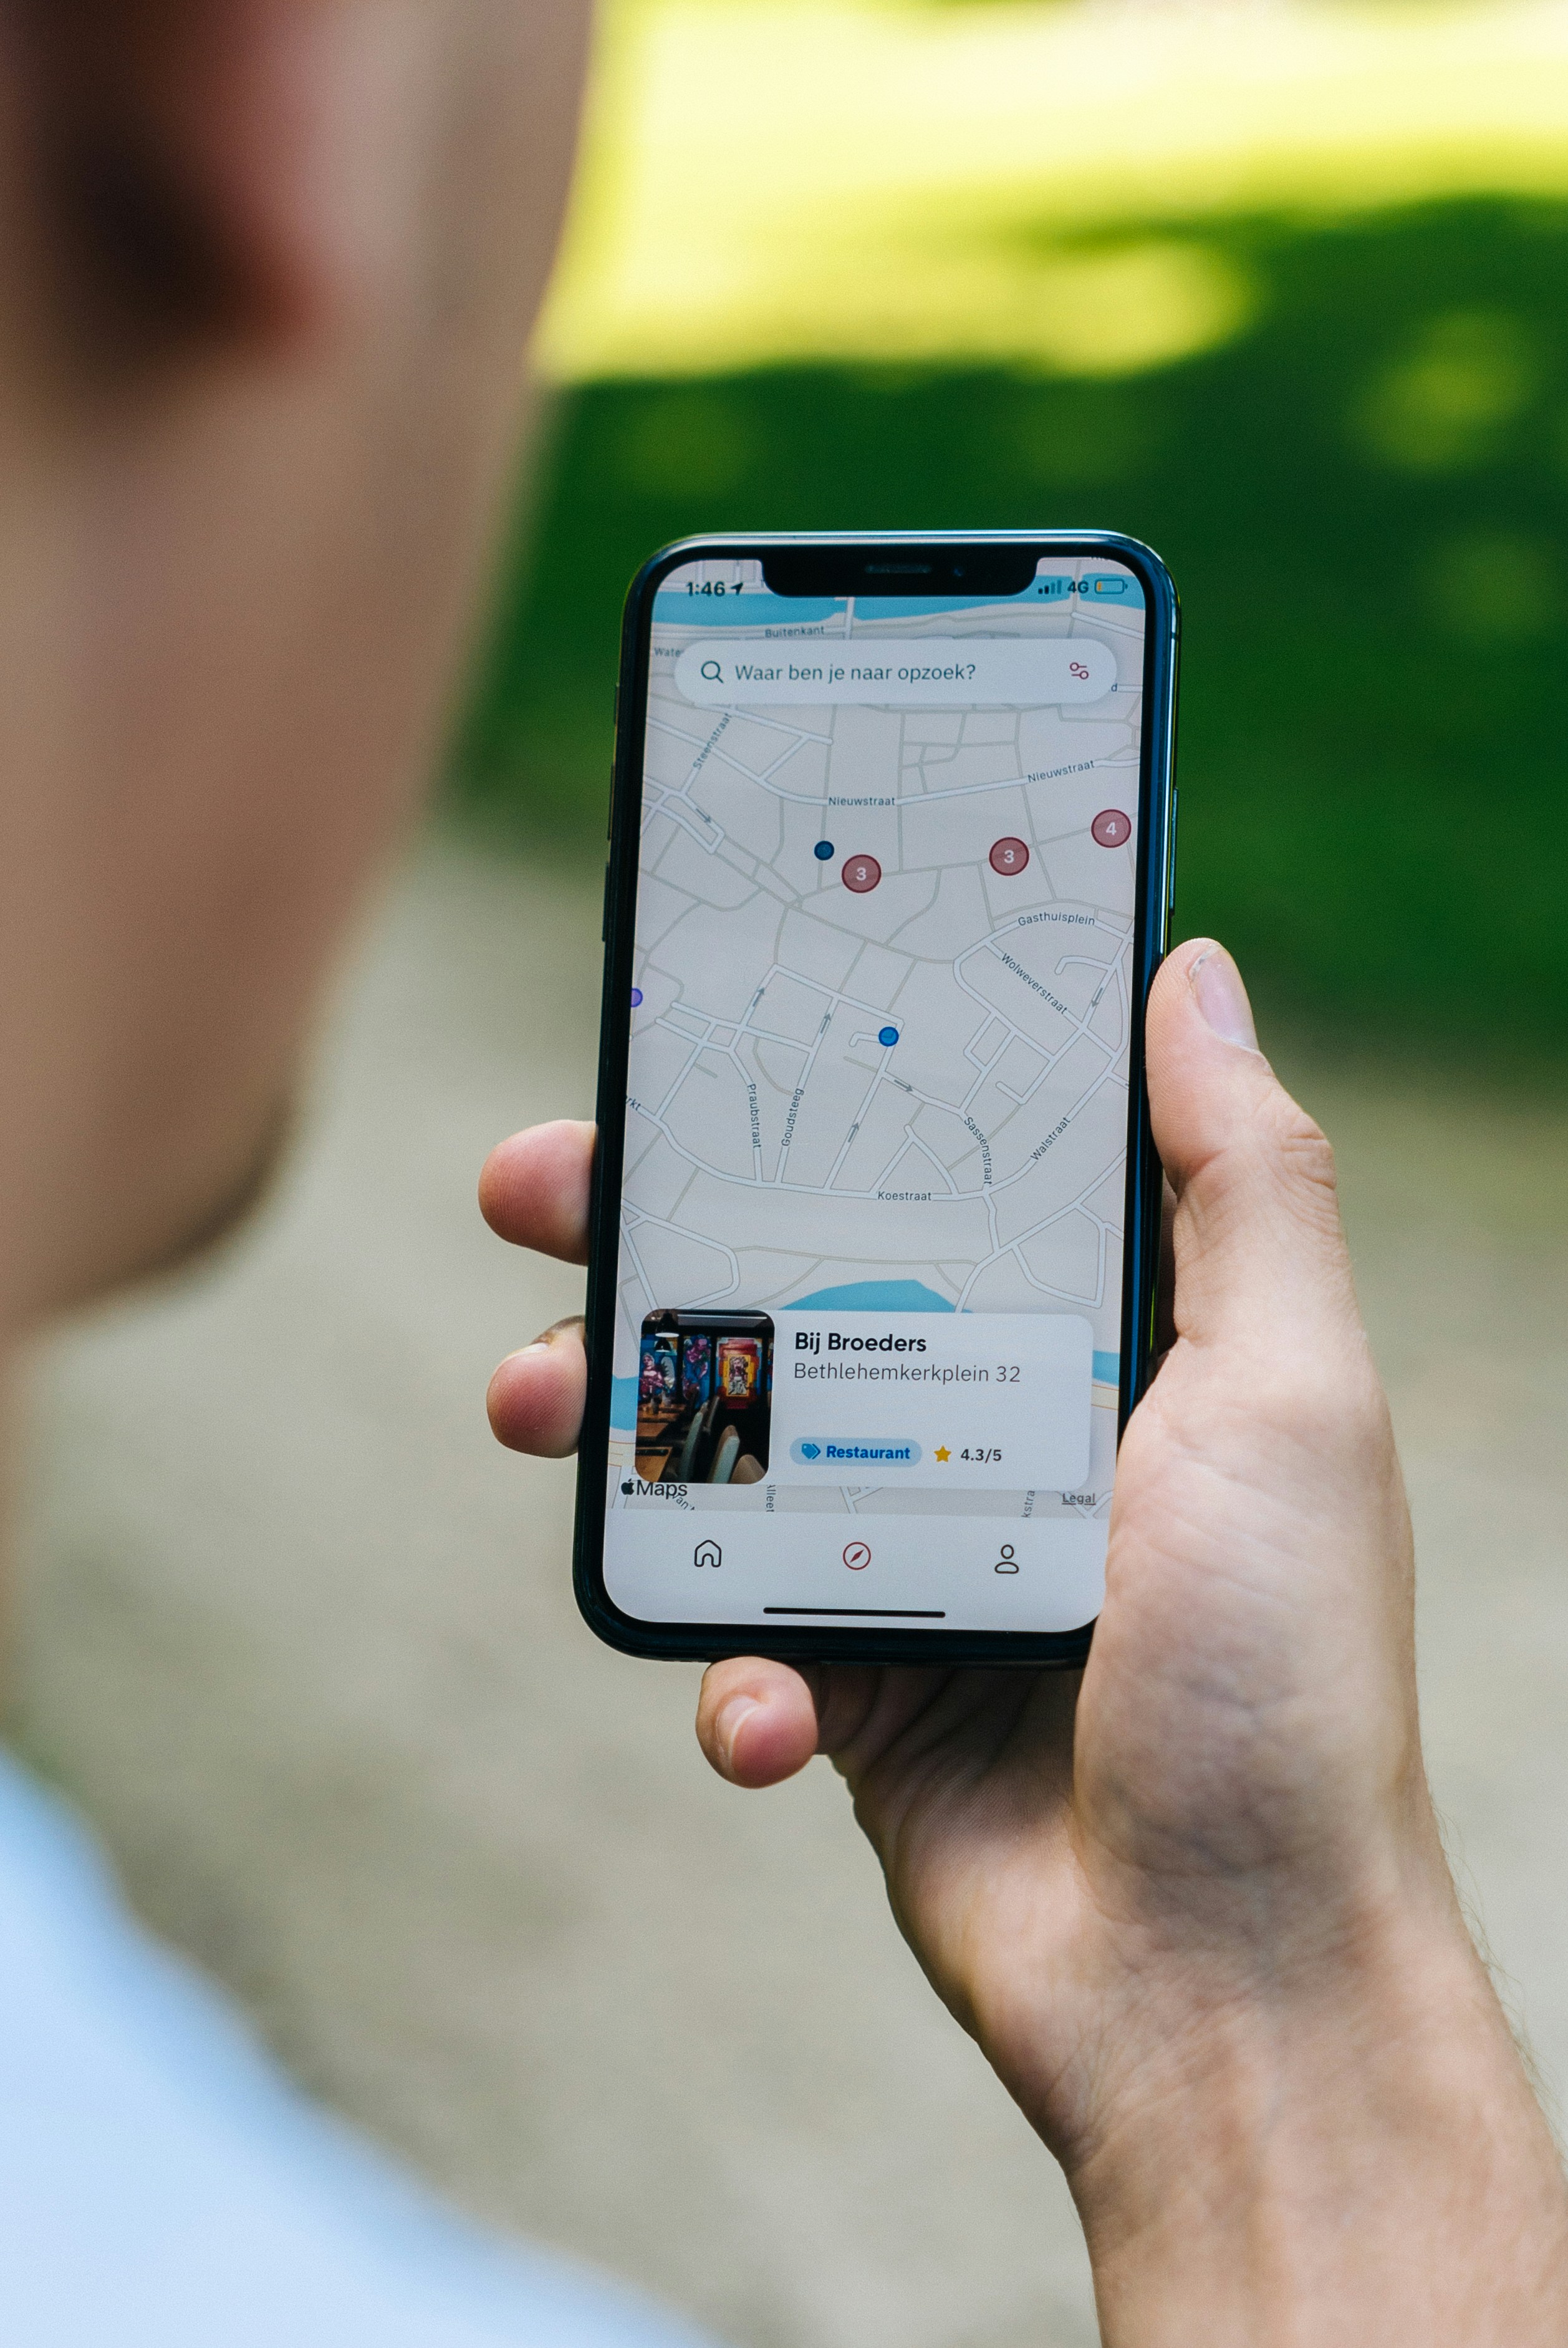 1:46
4G
Buitenkant
Waar ben je naar opzoek?
Steenstraat
Nieuwstraat
Nieuwstraat
4
3
3
Gasthuisplein
Wolweverstraat
Praubstraat
Goudsteeg
Sassenstraat
Walstraat
Koestraat
Bij Broeders
Bethlehemkerkplein 32
Restaurant
4.3/5
Maps
Legal